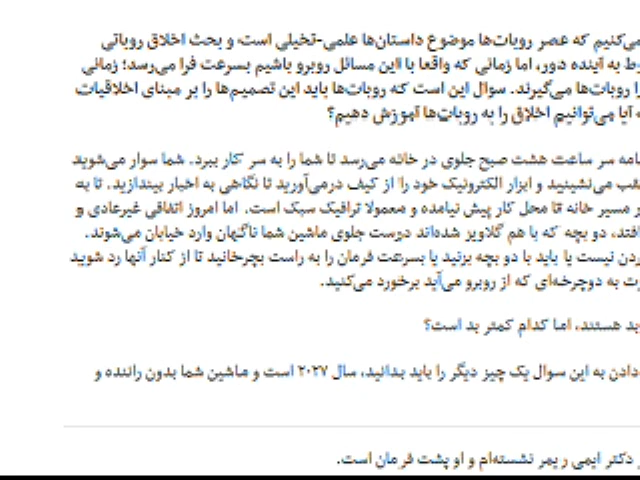 می‌کنیم که عصر روبات‌ها موضوع داستان‌ها علمی-تخیلی است و بحث اخلاق روباتی
وط به آینده دور، اما زمانی که واقعا با این مسائل روبرو باشیم بسرعت فرا می‌رسد؛ زمانی
را روبات‌ها می‌گیرند. سوال این است که روبات‌ها باید این تصمیم‌ها را بر مبنای اخلاقیات
آیا می‌توانیم اخلاق را به روبات‌ها آموزش دهیم؟
امه سر ساعت هشت صبح جلوی در خانه می‌رسد تا شما را به سر کار ببرد. شما سوار می‌شوید
قب می‌نشینید و ابزار الکترونیک خود را از کیف درمی‌آورید تا نگاهی به اخبار بیندازید. تا به
ر مسیر خانه تا محل کار پیش نیامده و معمولا ترافیک سبک است. اما امروز اتفاقی غیرعادی و
افتد، دو بچه که با هم گلاویز شده‌اند درست جلوی ماشین شما ناگهان وارد خیابان می‌شوند.
ردن نیست یا باید با دو بچه بزنید یا بسرعت فرمان را به راست بچرخانید تا از کنار آنها رد شوید
ت به دوچرخه‌ای که از روبرو می‌آید برخورد می‌کنید.
بد هستند، اما کدام کمتر بد است؟
دادن به این سوال یک چیز دیگر را باید بدانید، سال ۲۰۲۷ است و ماشین شما بدون راننده و
دکتر ایمی ریمر نشسته‌ام و او پشت فرمان است.